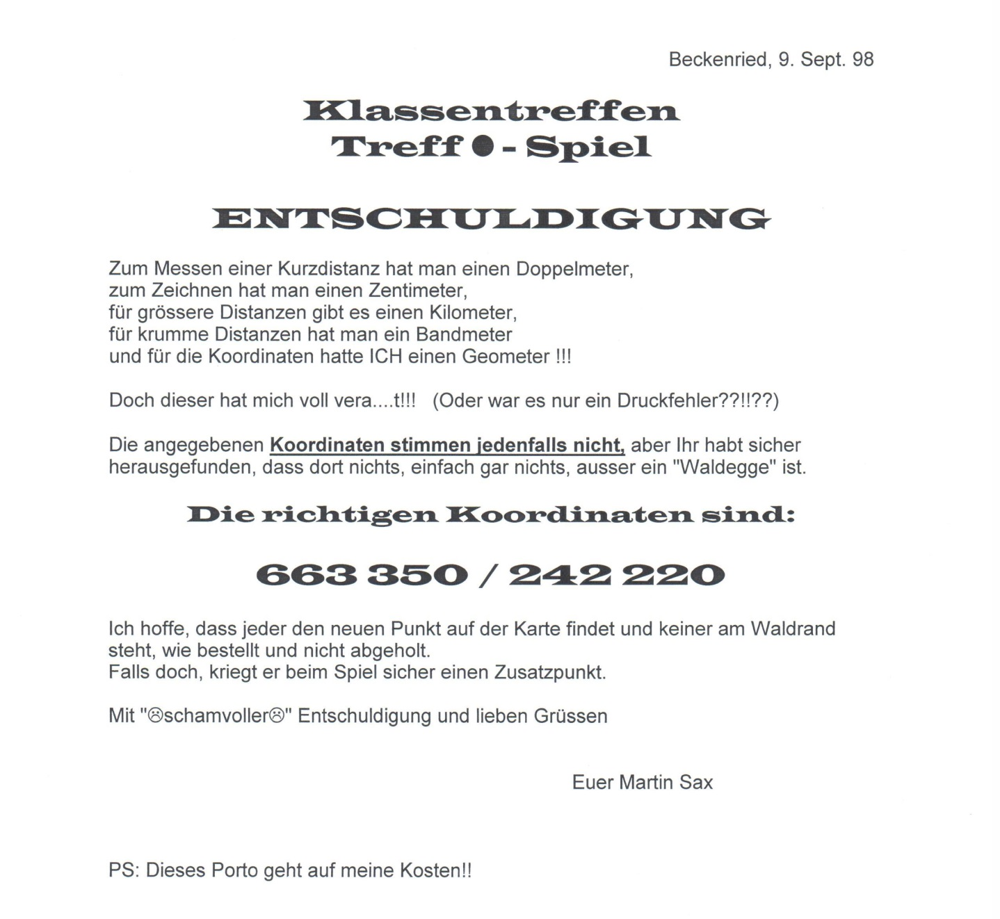 Beckenried, 9. Sept. 98
Klassentreffen
Treff ● - Spiel
ENTSCHULDIGUNG
Zum Messen einer Kurzdistanz hat man einen Doppelmeter,
zum Zeichnen hat man einen Zentimeter,
für grössere Distanzen gibt es einen Kilometer,
für krumme Distanzen hat man ein Bandmeter
und für die Koordinaten hatte ICH einen Geometer !!!
Doch dieser hat mich voll vera....t!!! (Oder war es nur ein Druckfehler??!!??)
Die angegebenen Koordinaten stimmen jedenfalls nicht, aber Ihr habt sicher
herausgefunden, dass dort nichts, einfach gar nichts, ausser ein "Waldegge" ist.
Die richtigen Koordinaten sind:
663 350 / 242 220
Ich hoffe, dass jeder den neuen Punkt auf der Karte findet und keiner am Waldrand
steht, wie bestellt und nicht abgeholt.
Falls doch, kriegt er beim Spiel sicher einen Zusatzpunkt.
Mit "☹schamvoller☹" Entschuldigung und lieben Grüssen
Euer Martin Sax
PS: Dieses Porto geht auf meine Kosten!!